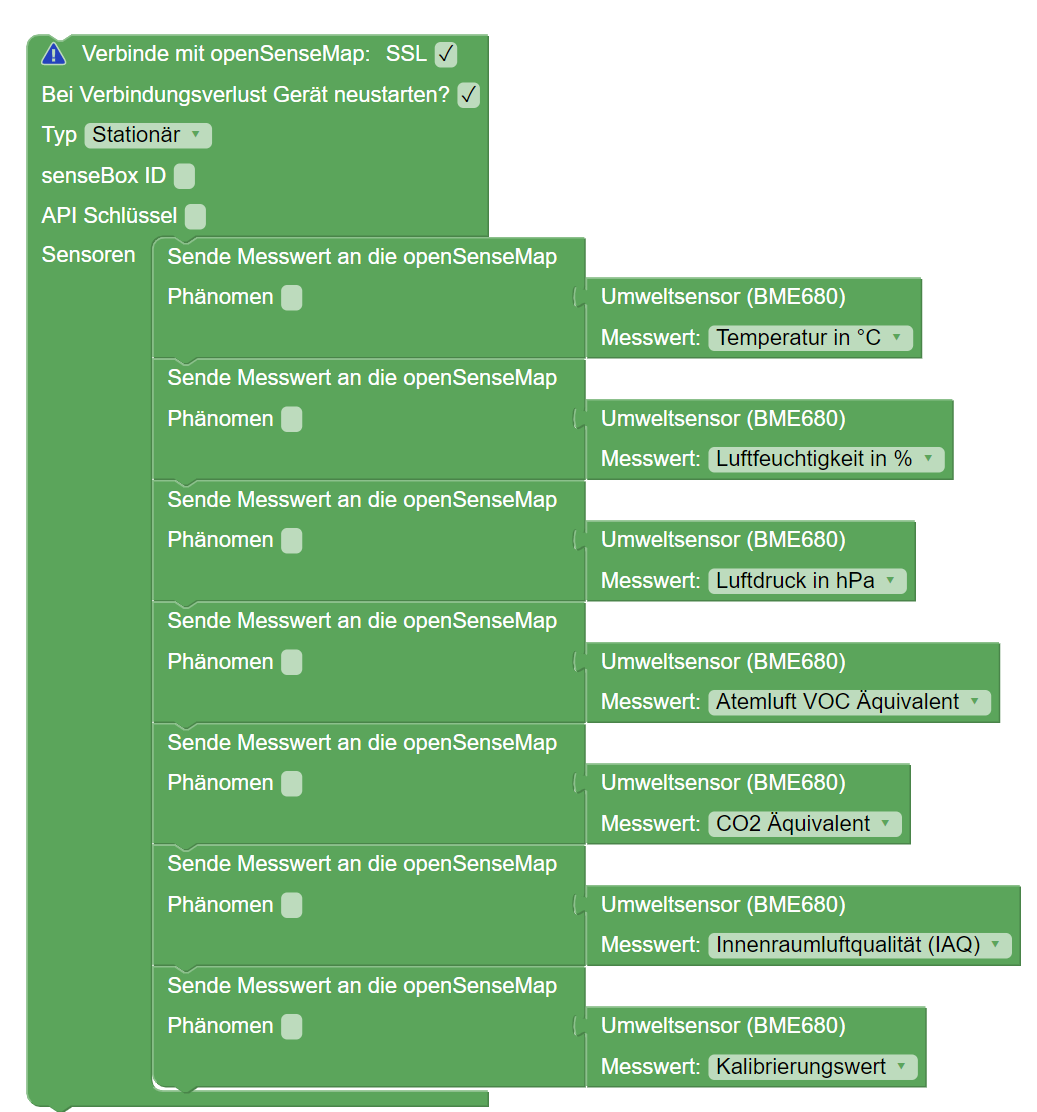 Verbinde mit openSenseMap: SSL ✓
Bei Verbindungsverlust Gerät neustarten? ✓
Typ Stationär
senseBox ID
API Schlüssel
Sensoren
Sende Messwert an die openSenseMap
Phänomen
Umweltsensor (BME680)
Messwert: Temperatur in °C
Sende Messwert an die openSenseMap
Phänomen
Umweltsensor (BME680)
Messwert: Luftfeuchtigkeit in %
Sende Messwert an die openSenseMap
Phänomen
Umweltsensor (BME680)
Messwert: Luftdruck in hPa
Sende Messwert an die openSenseMap
Phänomen
Umweltsensor (BME680)
Messwert: Atemluft VOC Äquivalent
Sende Messwert an die openSenseMap
Phänomen
Umweltsensor (BME680)
Messwert: CO2 Äquivalent
Sende Messwert an die openSenseMap
Phänomen
Umweltsensor (BME680)
Messwert: Innenraumluftqualität (IAQ)
Sende Messwert an die openSenseMap
Phänomen
Umweltsensor (BME680)
Messwert: Kalibrierungswert